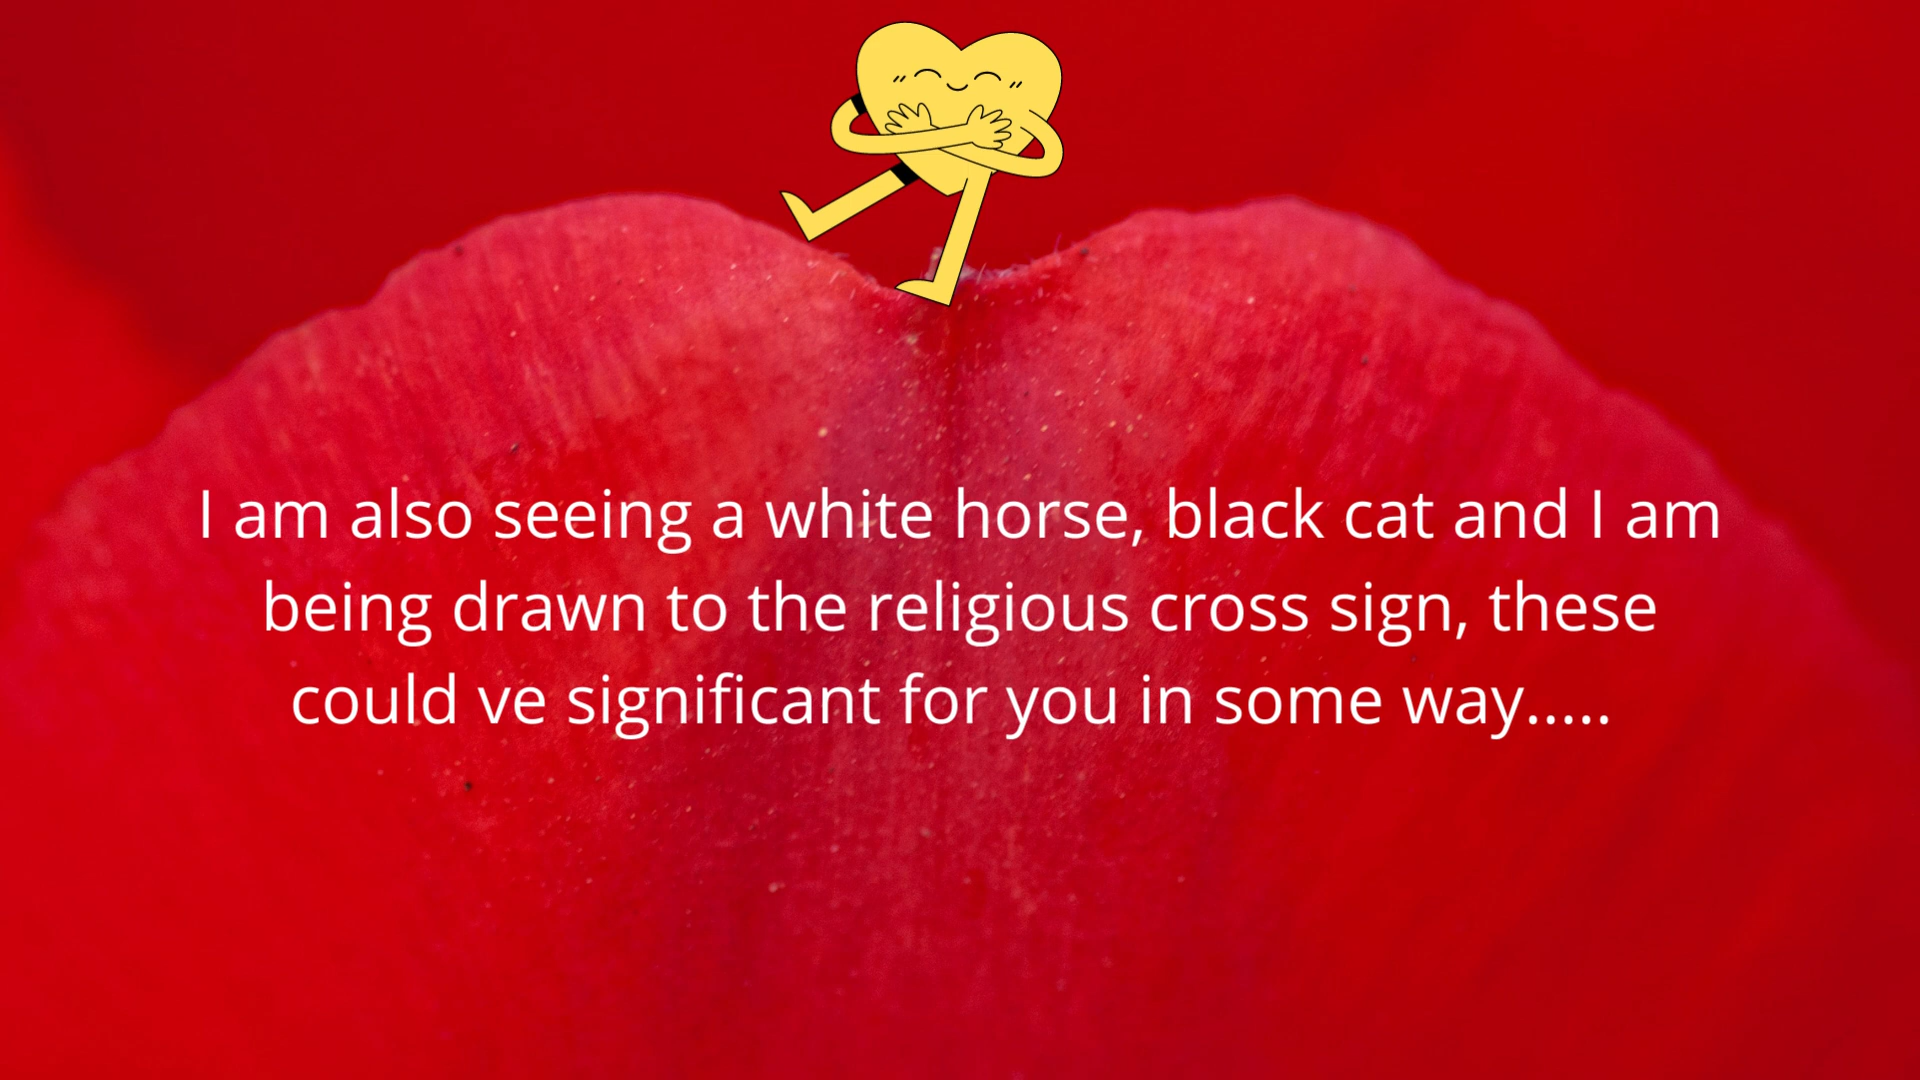 I am also seeing a white horse, black cat and I am
being drawn to the religious cross sign, these
could ve significant for you in some way.....